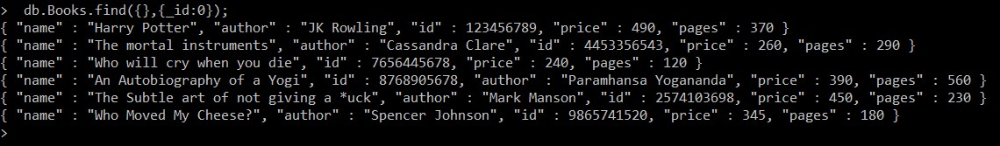 >  db.Books.find({},{_id:0});
{ "name" : "Harry Potter", "author" : "JK Rowling", "id" : 123456789, "price" : 490, "pages" : 370 }
{ "name" : "The mortal instruments", "author" : "Cassandra Clare", "id" : 4453356543, "price" : 260, "pages" : 290 }
{ "name" : "Who will cry when you die", "id" : 7656445678, "price" : 240, "pages" : 120 }
{ "name" : "An Autobiography of a Yogi", "id" : 8768905678, "author" : "Paramhansa Yogananda", "price" : 390, "pages" : 560 }
{ "name" : "The Subtle art of not giving a *uck", "author" : "Mark Manson", "id" : 2574103698, "price" : 450, "pages" : 230 }
{ "name" : "Who Moved My Cheese?", "author" : "Spencer Johnson", "id" : 9865741520, "price" : 345, "pages" : 180 }
>